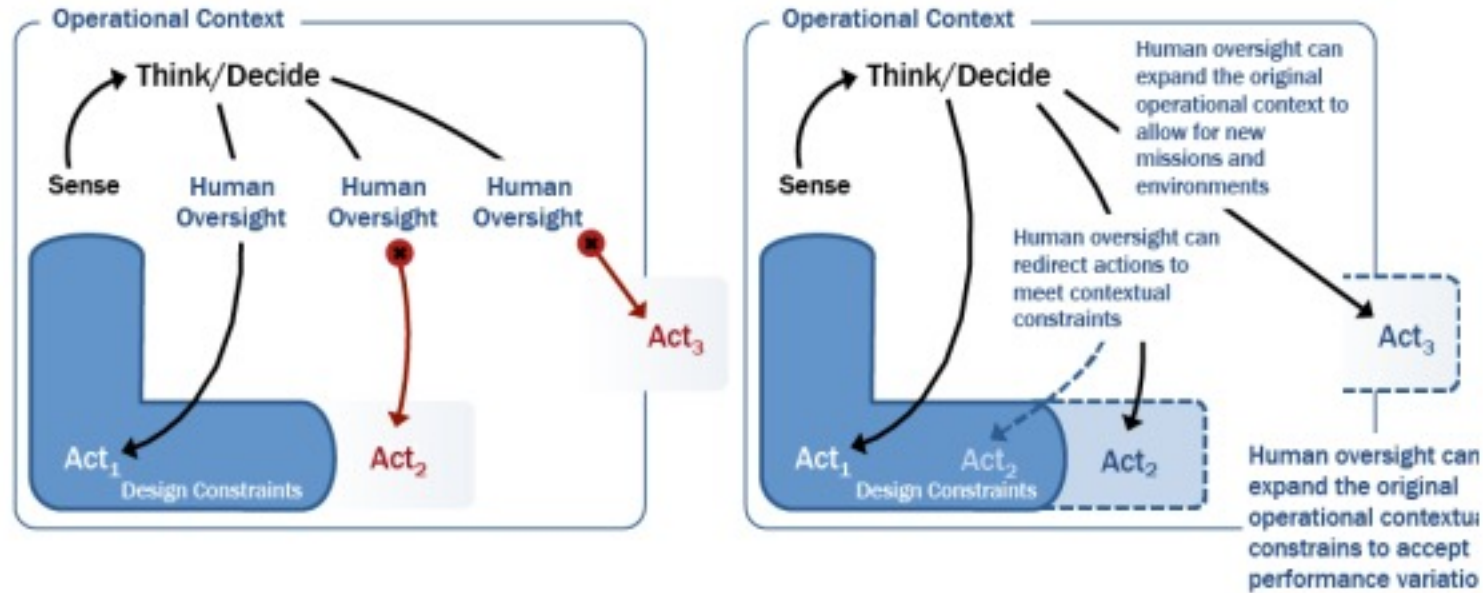 Operational Context
Think/Decide
Sense
Human
Oversight
Human
Oversight
Human
Oversight
Act3
Act1
Act2
Design Constraints
Operational Context
Think/Decide
Sense
Human oversight can
expand the original
operational context to
allow for new
missions and
environments
Human oversight can
redirect actions to
meet contextual
constraints
Act3
Act1
Act2
Act2
Design Constraints
Human oversight can
expand the original
operational
constrains to accept
performance